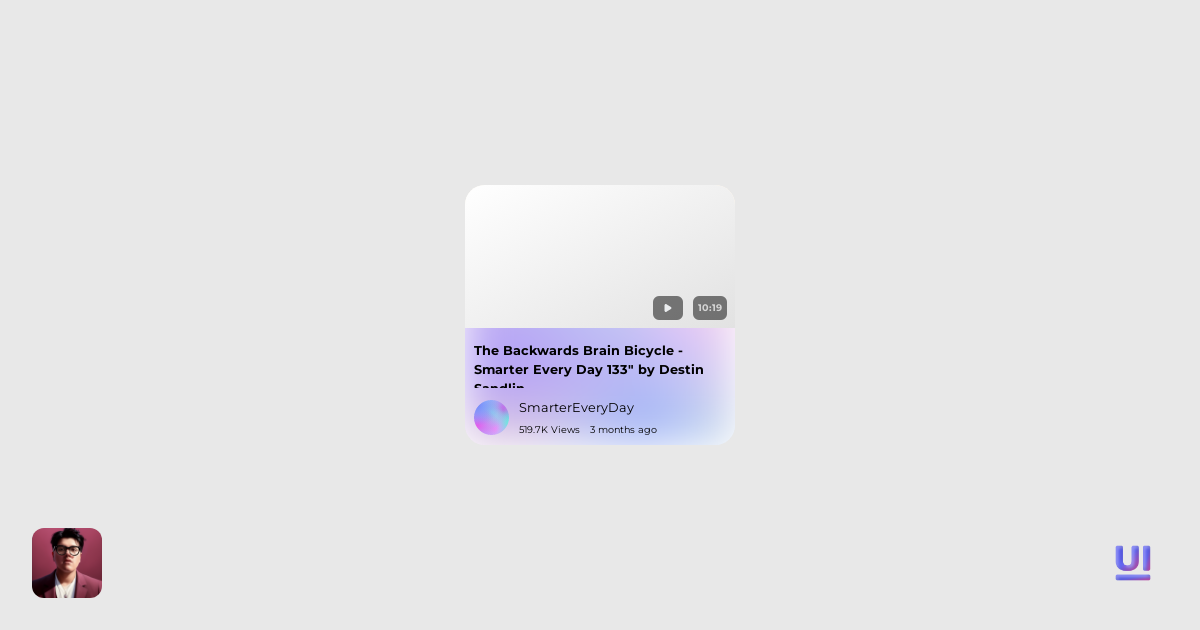 10:19
The Backwards Brain Bicycle -
Smarter Every Day 133" by Destin
Sandlin
SmarterEveryDay
519.7K Views 3 months ago
UI